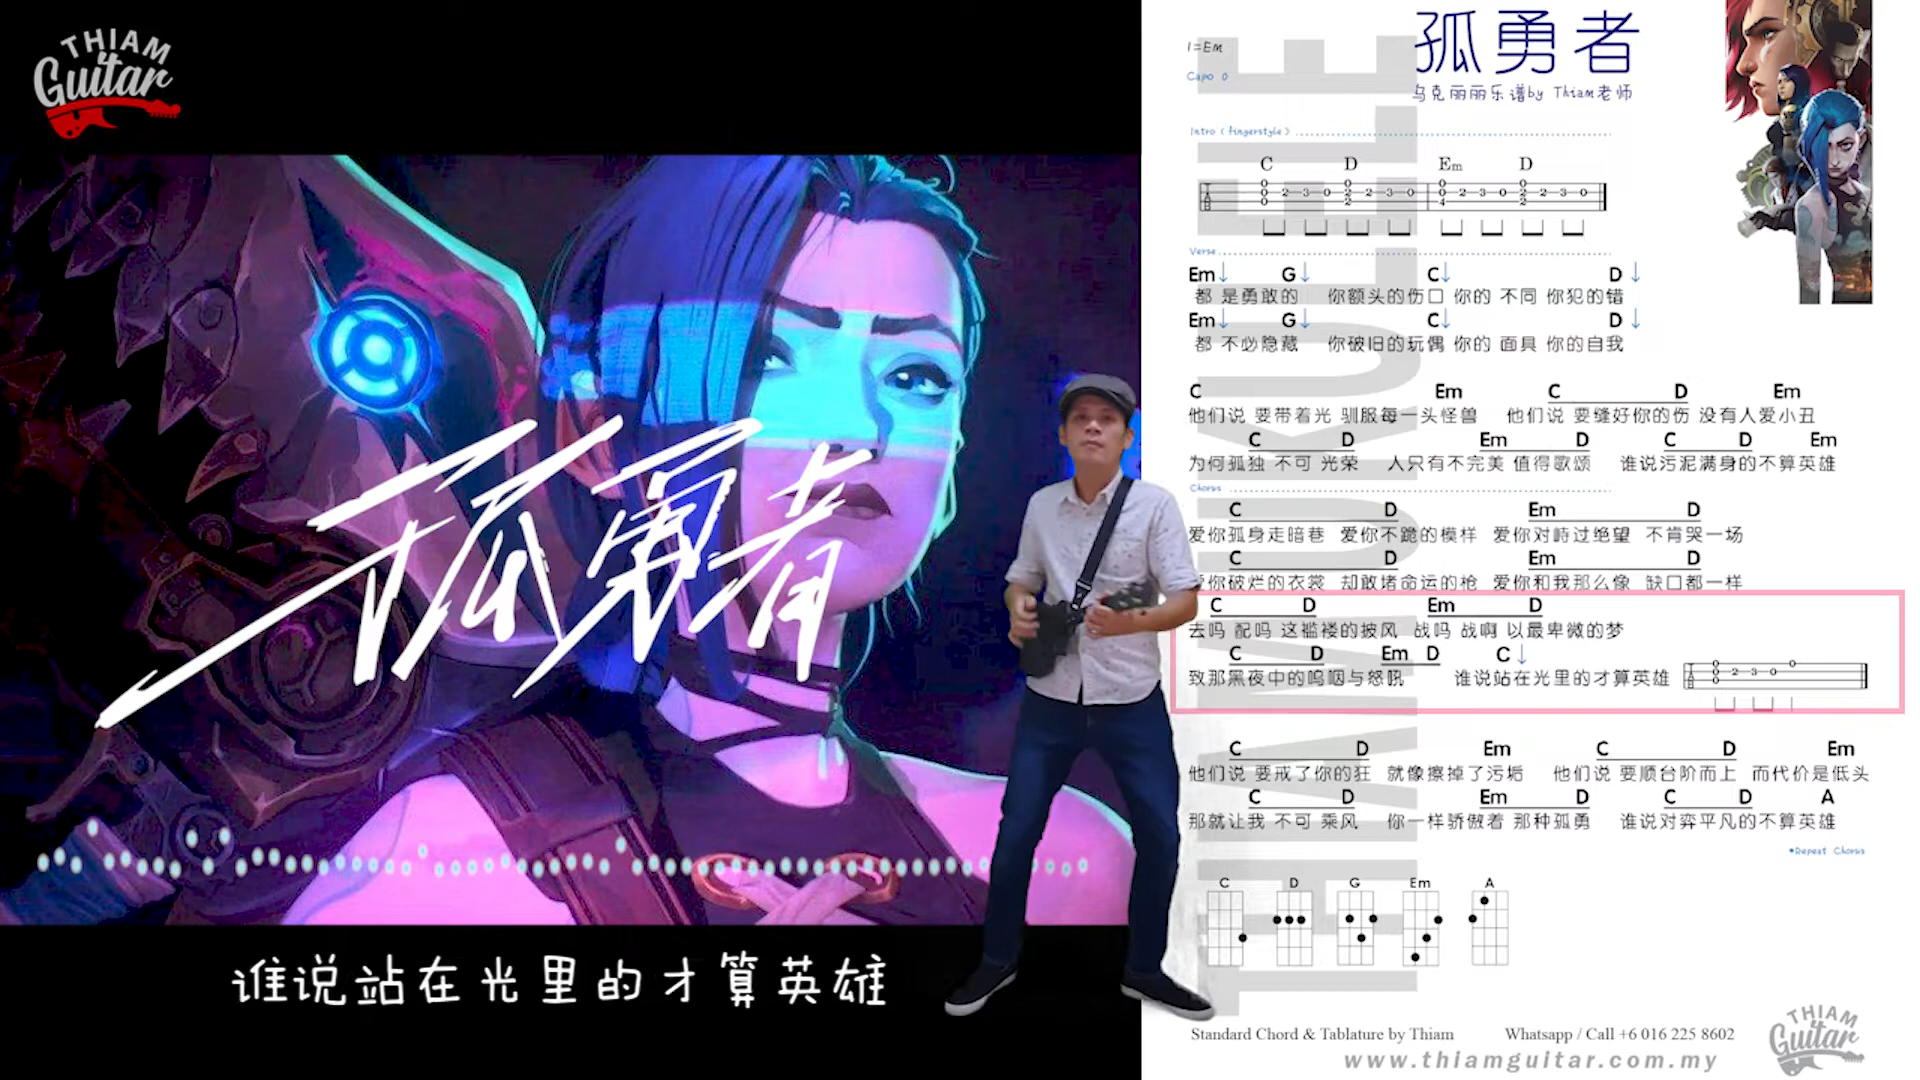 THIAM
Guitar
孤勇者
谁说站在光里的才算英雄
1=Em
孤勇者
Capo 0
乌克丽丽乐谱by Thiam老师
Intro ( fingerstyle )
C D Em D
Verse
Em↓ G↓ C↓ D↓
都 是勇敢的 你额头的伤口 你的 不同 你犯的错
Em↓ G↓ C↓ D↓
都 不必隐藏 你破旧的玩偶 你的 面具 你的自我
C Em C D Em
他们说 要带着光 驯服每一头怪兽 他们说 要缝好你的伤 没有人爱小丑
C D Em D C D Em
为何孤独 不可 光荣 人只有不完美 值得歌颂 谁说污泥满身的不算英雄
Chorus
C D Em D
爱你孤身走暗巷 爱你不跪的模样 爱你对峙过绝望 不肯哭一场
C D Em D
爱你破烂的衣裳 却敢堵命运的枪 爱你和我那么像 缺口都一样
C D Em D
去吗 配吗 这褴褛的披风 战吗 战啊 以最卑微的梦
C D Em D C↓
致那黑夜中的呜咽与怒吼 谁说站在光里的才算英雄
C D Em C D Em
他们说 要戒了你的狂 就像擦掉了污垢 他们说 要顺台阶而上 而代价是低头
C D Em D C D A
那就让我 不可 乘风 你一样骄傲着 那种孤勇 谁说对弈平凡的不算英雄
*Repeat Chorus
C D G Em A
THIAM UKULELE
Standard Chord & Tablature by Thiam Whatsapp / Call +6 016 225 8602
www.thiamguitar.com.my
THIAM
Guitar